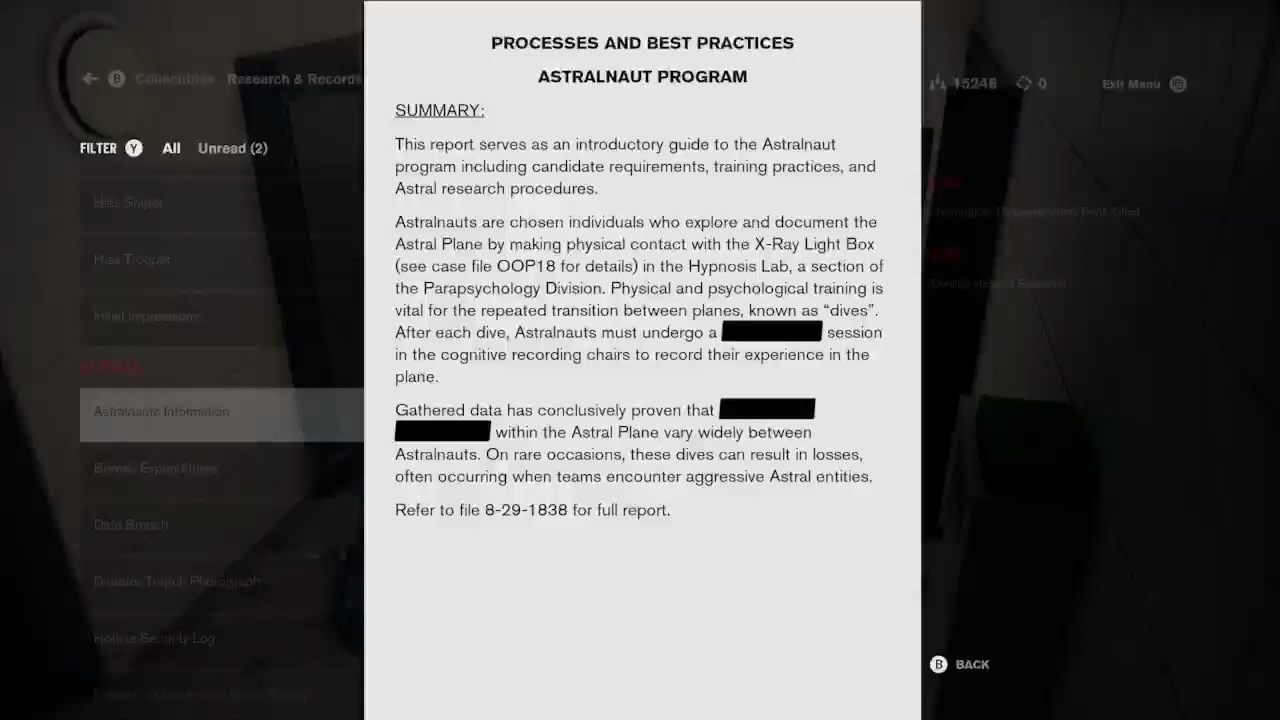 PROCESSES AND BEST PRACTICES
ASTRALNAUT PROGRAM
SUMMARY:
This report serves as an introductory guide to the Astralnaut
program including candidate requirements, training practices, and
Astral research procedures.
Astralnauts are chosen individuals who explore and document the
Astral Plane by making physical contact with the X-Ray Light Box
(see case file OOP18 for details) in the Hypnosis Lab, a section of
the Parapsychology Division. Physical and psychological training is
vital for the repeated transition between planes, known as “dives”.
After each dive, Astralnauts must undergo a session
in the cognitive recording chairs to record their experience in the
plane.
Gathered data has conclusively proven that
within the Astral Plane vary widely between
Astralnauts. On rare occasions, these dives can result in losses,
often occurring when teams encounter aggressive Astral entities.
Refer to file 8-29-1838 for full report.
B Collectibles Research & Records
FILTER Y All Unread (2)
Hiss Sniper
Hiss Trooper
Initial Impressions
REPORTS
Astralnauts Information
Data Breach
Director Trench Photograph
Hotline Security Log
15246 0
Exit Menu
B BACK